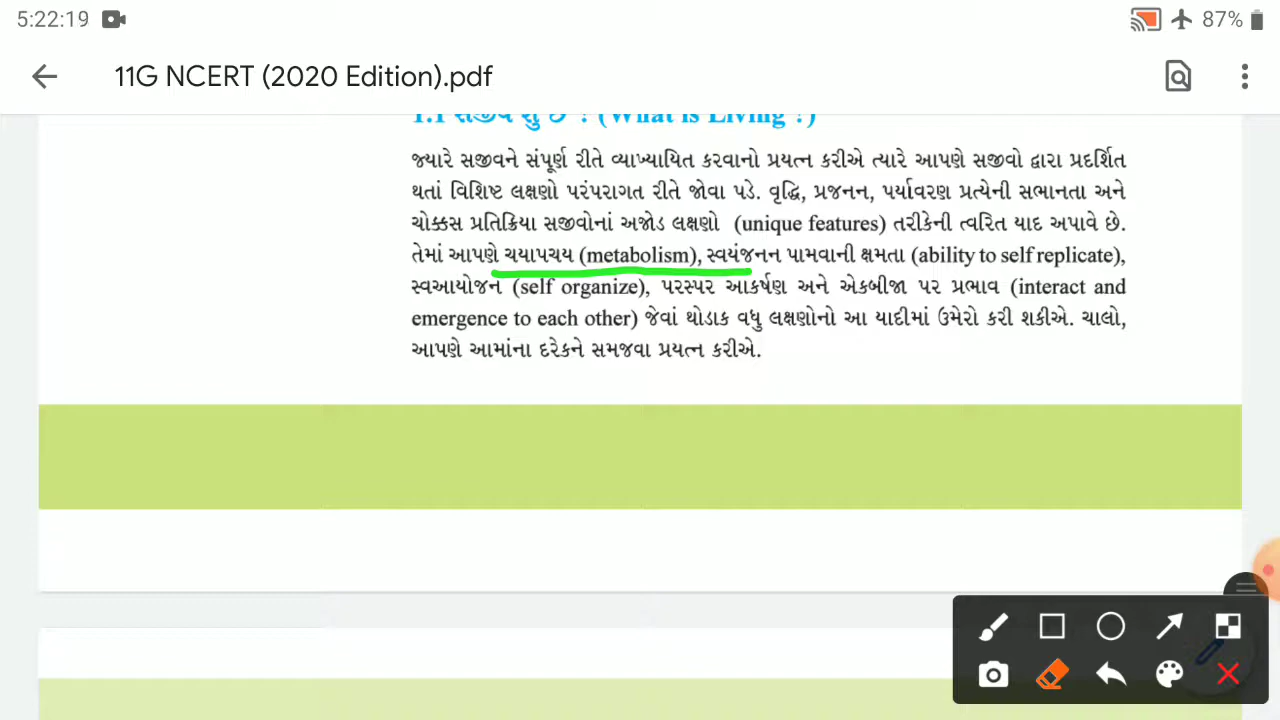 5:22:19
87%
11G NCERT (2020 Edition).pdf
1.1 સજીવ શું છે ? (What is Living ?)
જ્યારે સજીવને સંપૂર્ણ રીતે વ્યાખ્યાયિત કરવાનો પ્રયત્ન કરીએ ત્યારે આપણે સજીવો દ્વારા પ્રદર્શિત
થતાં વિશિષ્ટ લક્ષણો પરંપરાગત રીતે જોવા પડે. વૃદ્ધિ, પ્રજનન, પર્યાવરણ પ્રત્યેની સભાનતા અને
ચોક્કસ પ્રતિક્રિયા સજીવોનાં અજોડ લક્ષણો (unique features) તરીકેની ત્વરિત યાદ અપાવે છે.
તેમાં આપણે ચયાપચય (metabolism), સ્વયંજનન પામવાની ક્ષમતા (ability to self replicate),
સ્વઆયોજન (self organize), પરસ્પર આકર્ષણ અને એકબીજા પર પ્રભાવ (interact and
emergence to each other) જેવાં થોડાક વધુ લક્ષણોનો આ યાદીમાં ઉમેરો કરી શકીએ. ચાલો,
આપણે આમાંના દરેકને સમજવા પ્રયત્ન કરીએ.